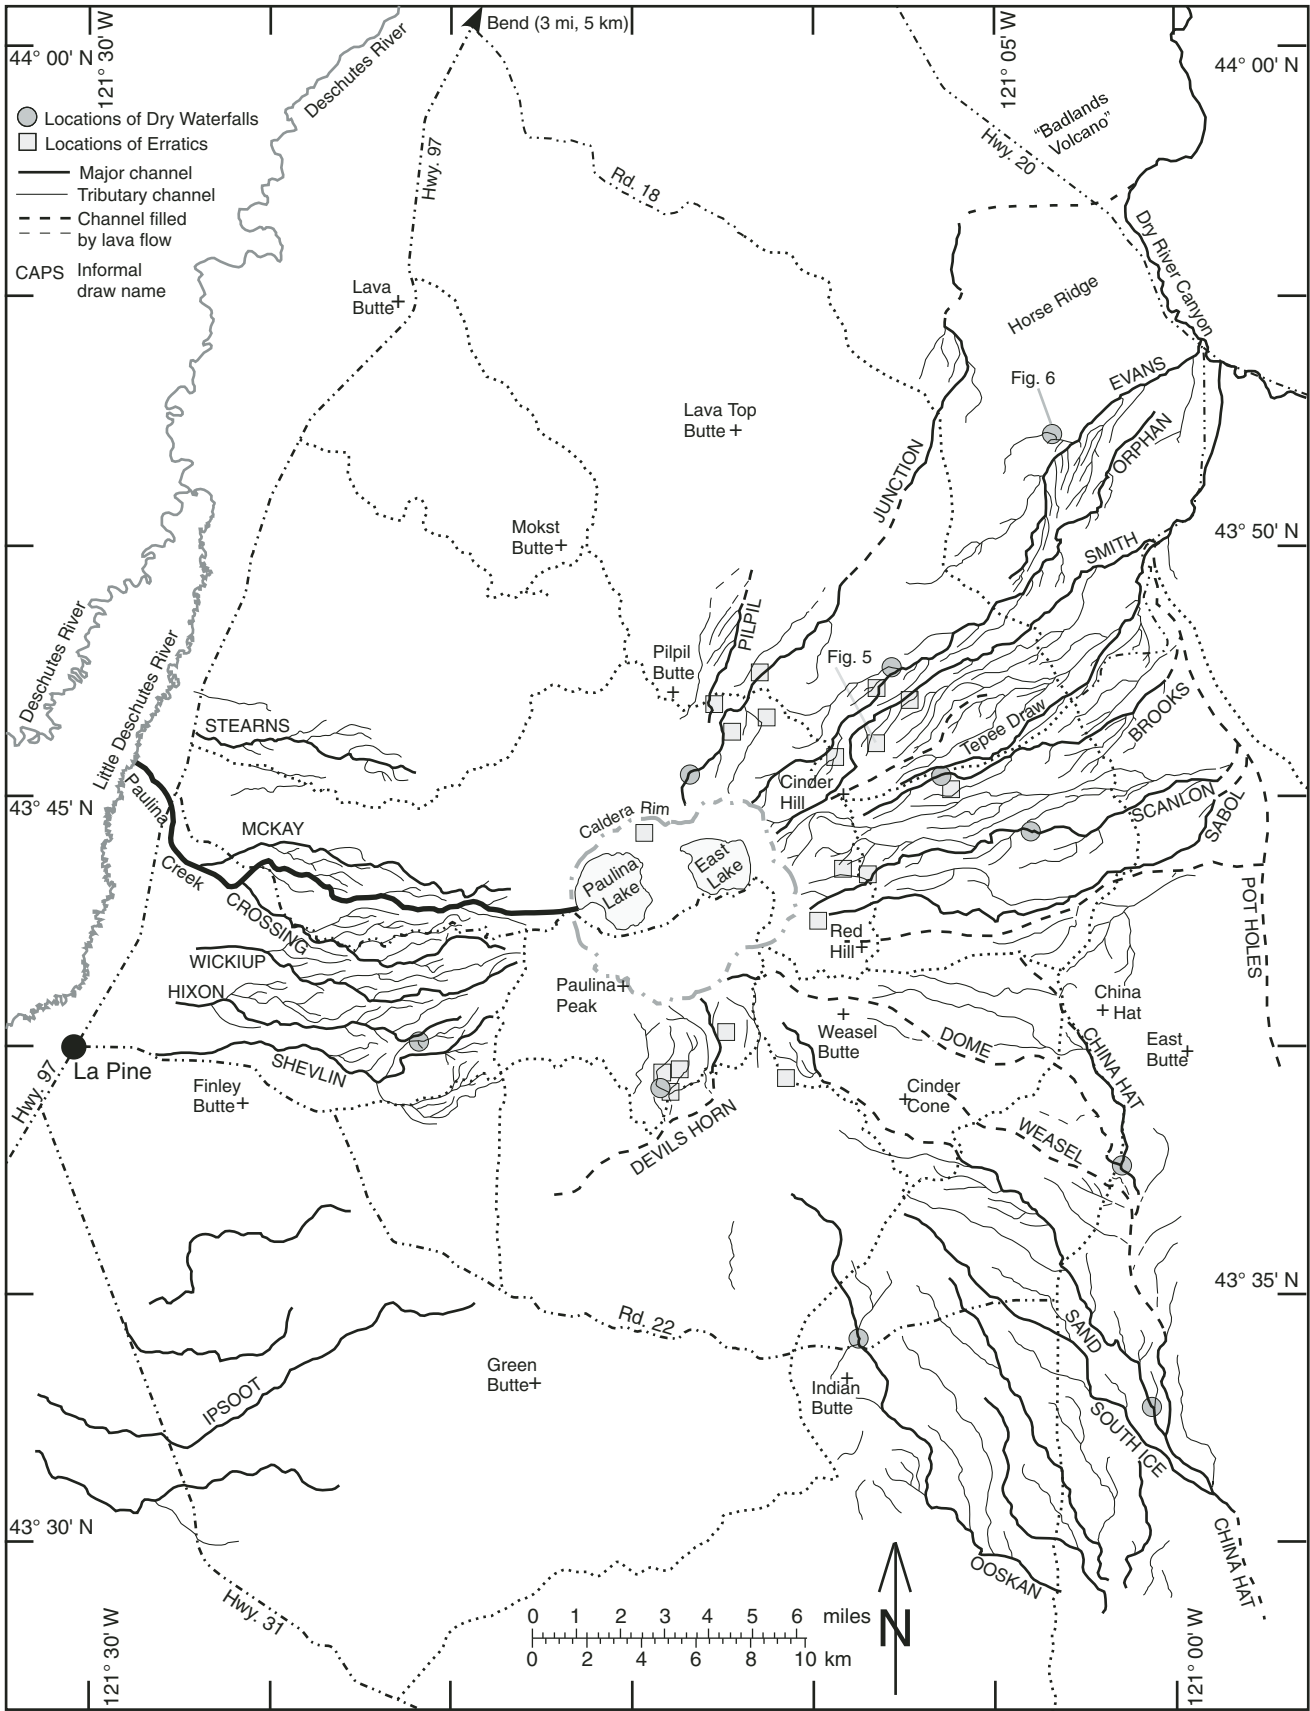 Bend (3 mi, 5 km)
44° 00' N
121° 30' W
Deschutes River
121° 05' W
44° 00' N
Locations of Dry Waterfalls
Locations of Erratics
Major channel
Tributary channel
Channel filled
by lava flow
CAPS
Informal
draw name
Hwy. 97
Rd. 18
Hwy. 20
"Badlands
Volcano"
Dry River Canyon
Lava
Butte
Horse Ridge
Fig. 6
EVANS
Lava Top
Butte
ORPHAN
JUNCTION
Mokst
Butte
SMITH
43° 50' N
Deschutes River
Little Deschutes River
PILPIL
Pilpil
Butte
Fig. 5
STEARNS
Tepee Draw
BROOKS
Paulina
Creek
43° 45' N
Cinder
Hill
SCANLON
SABOL
Caldera Rim
MCKAY
Paulina
Lake
East
Lake
CROSSING
POT HOLES
Red
Hill
WICKIUP
HIXON
Paulina
Peak
China
Hat
Weasel
Butte
DOME
CHINA HAT
East
Butte
La Pine
SHEVLIN
Hwy. 97
Finley
Butte
Cinder
Cone
WEASEL
DEVILS HORN
43° 35' N
Rd. 22
SAND
Green
Butte
Indian
Butte
IPSOOT
SOUTH ICE
43° 30' N
CHINA HAT
OOSKAN
Hwy. 31
0 1 2 3 4 5 6 miles
0 2 4 6 8 10 km
N
121° 30' W
121° 00' W